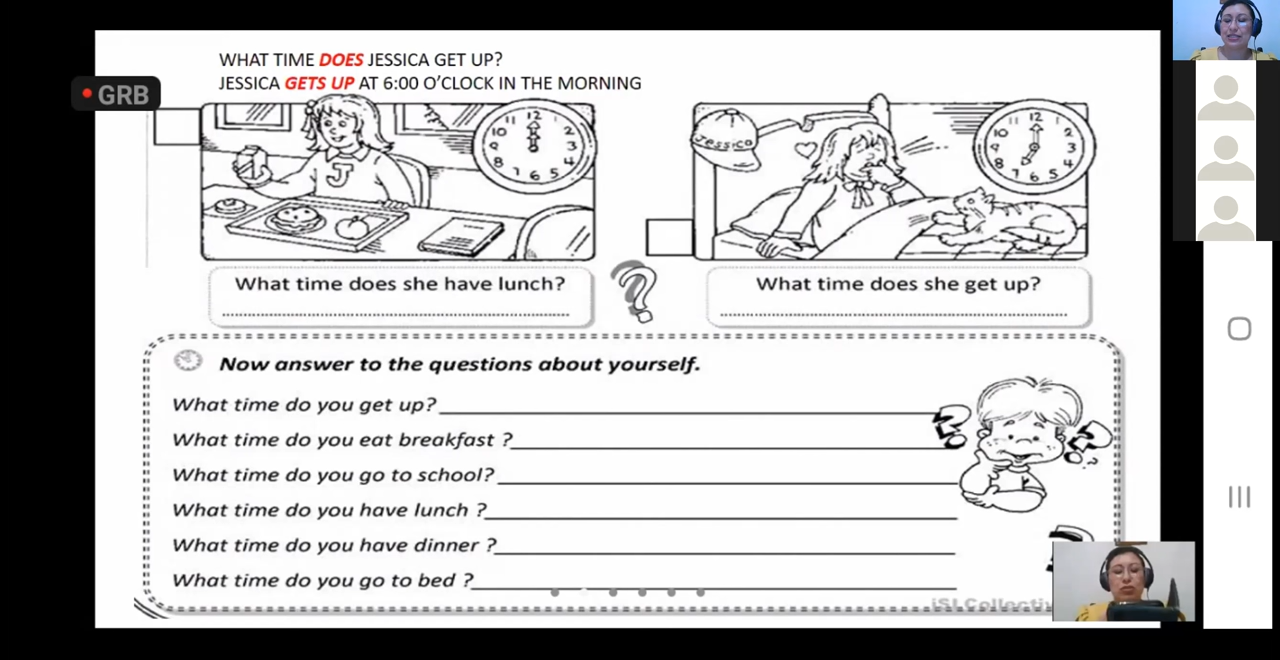 WHAT TIME DOES JESSICA GET UP?
JESSICA GETS UP AT 6:00 O'CLOCK IN THE MORNING
GRB
Jessica
J
What time does she have lunch?
What time does she get up?
Now answer to the questions about yourself.
What time do you get up?
What time do you eat breakfast ?
What time do you go to school?
What time do you have lunch ?
What time do you have dinner ?
What time do you go to bed ?
iSLCollectiv